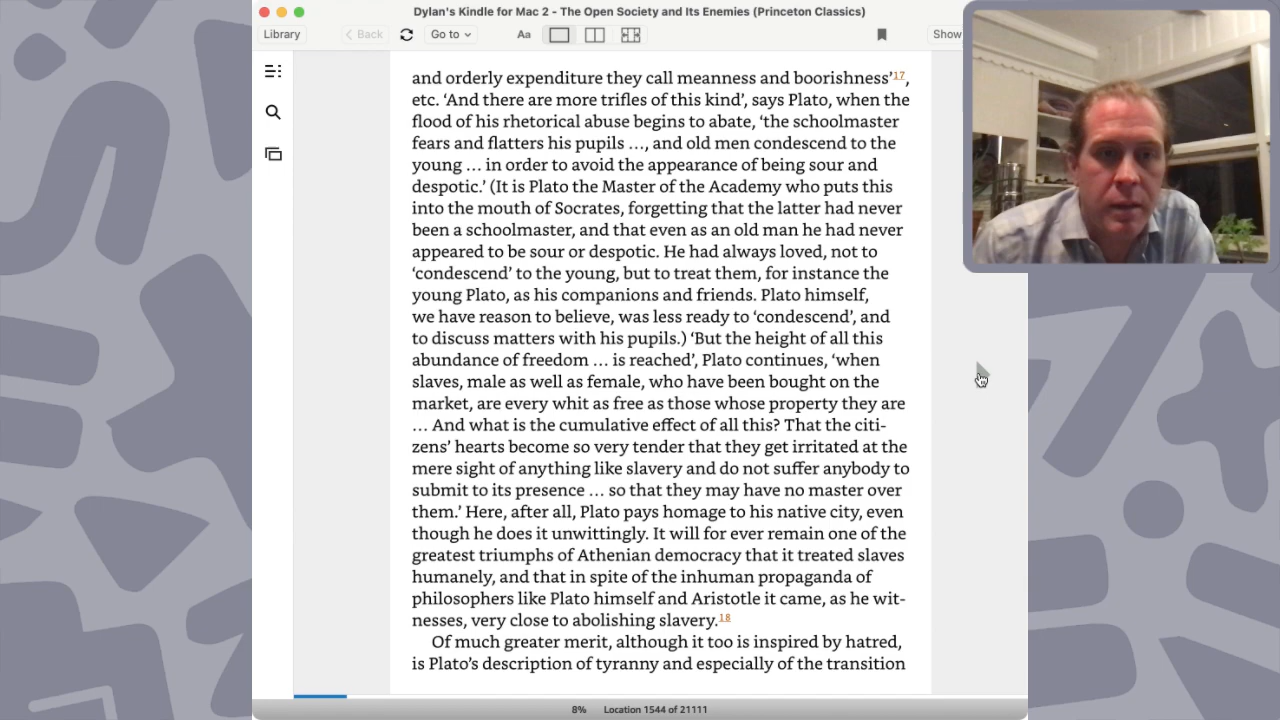 Dylan's Kindle for Mac 2 - The Open Society and Its Enemies (Princeton Classics)
Library
Back
Go to
Aa
Show
and orderly expenditure they call meanness and boorishness’17,
etc. ‘And there are more trifles of this kind’, says Plato, when the
flood of his rhetorical abuse begins to abate, ‘the schoolmaster
fears and flatters his pupils …, and old men condescend to the
young … in order to avoid the appearance of being sour and
despotic.’ (It is Plato the Master of the Academy who puts this
into the mouth of Socrates, forgetting that the latter had never
been a schoolmaster, and that even as an old man he had never
appeared to be sour or despotic. He had always loved, not to
‘condescend’ to the young, but to treat them, for instance the
young Plato, as his companions and friends. Plato himself,
we have reason to believe, was less ready to ‘condescend’, and
to discuss matters with his pupils.) ‘But the height of all this
abundance of freedom … is reached’, Plato continues, ‘when
slaves, male as well as female, who have been bought on the
market, are every whit as free as those whose property they are
… And what is the cumulative effect of all this? That the citi-
zens’ hearts become so very tender that they get irritated at the
mere sight of anything like slavery and do not suffer anybody to
submit to its presence … so that they may have no master over
them.’ Here, after all, Plato pays homage to his native city, even
though he does it unwittingly. It will for ever remain one of the
greatest triumphs of Athenian democracy that it treated slaves
humanely, and that in spite of the inhuman propaganda of
philosophers like Plato himself and Aristotle it came, as he wit-
nesses, very close to abolishing slavery.18
Of much greater merit, although it too is inspired by hatred,
is Plato’s description of tyranny and especially of the transition
8% Location 1544 of 21111